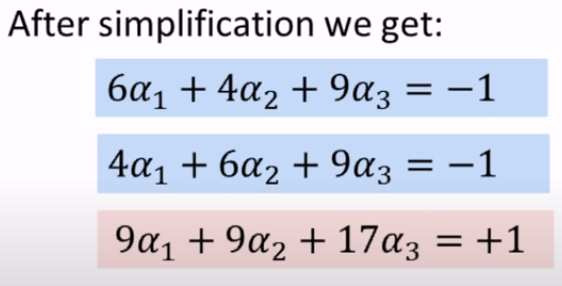 After simplification we get:
6α₁ + 4α₂ + 9α₃ = −1
4α₁ + 6α₂ + 9α₃ = −1
9α₁ + 9α₂ + 17α₃ = +1